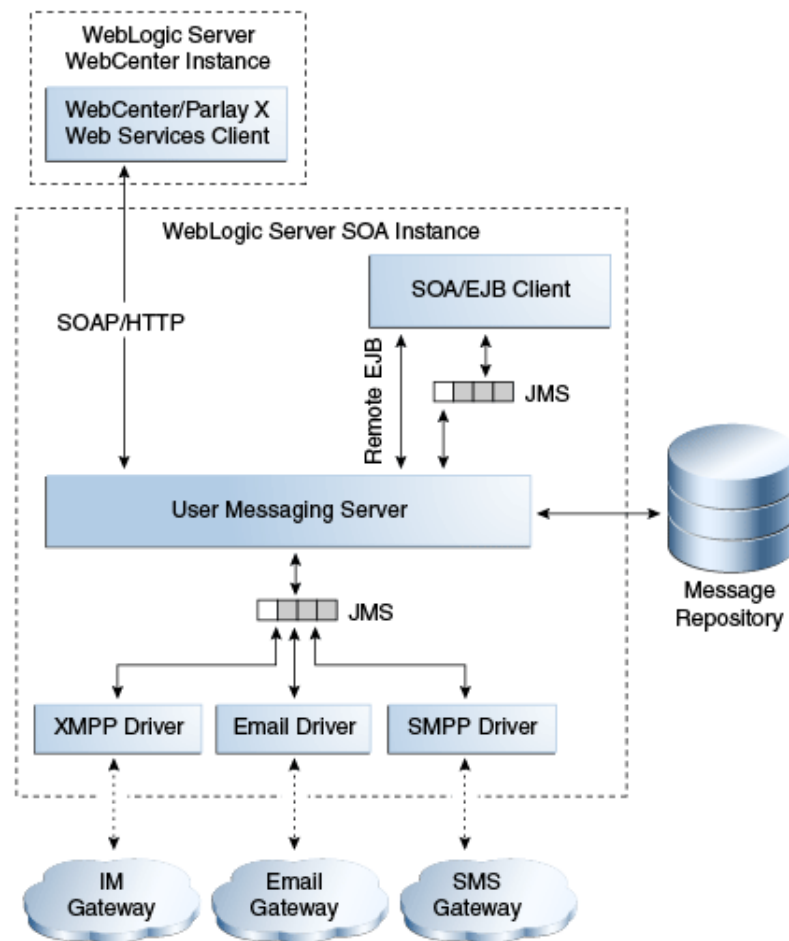 WebLogic Server
WebCenter Instance
WebCenter/Parlay X
Web Services Client
WebLogic Server SOA Instance
SOA/EJB Client
SOAP/HTTP
Remote EJB
JMS
User Messaging Server
Message
Repository
JMS
XMPP Driver
Email Driver
SMPP Driver
IM
Gateway
Email
Gateway
SMS
Gateway